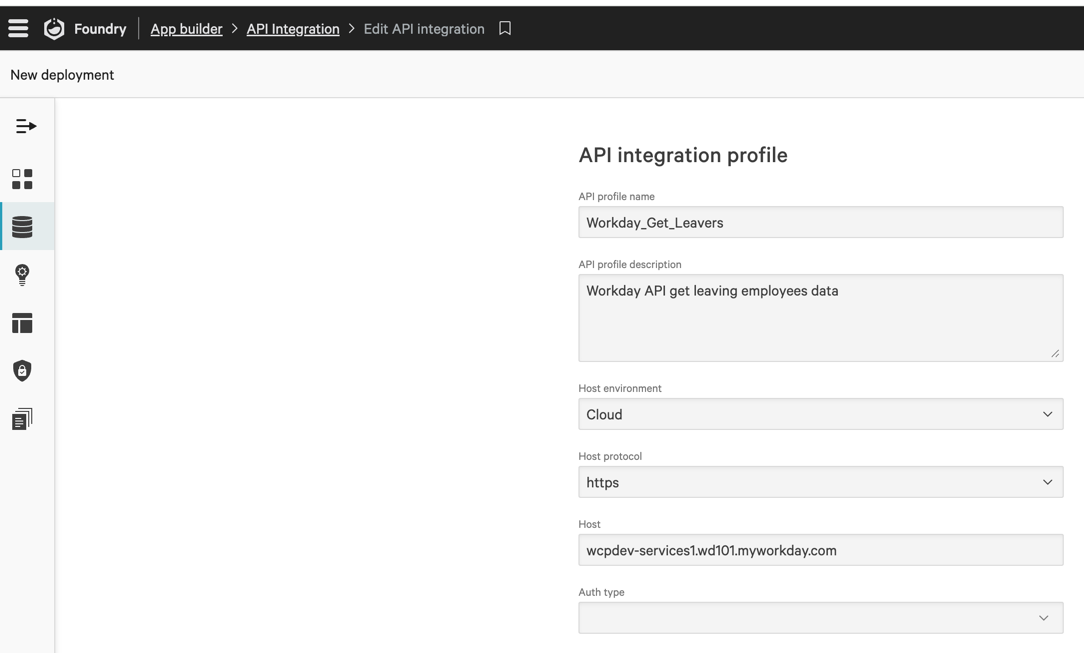 Foundry App builder > API Integration > Edit API integration
New deployment
API integration profile
API profile name
Workday_Get_Leavers
API profile description
Workday API get leaving employees data
Host environment
Cloud
Host protocol
https
Host
wcpdev-services1.wd101.myworkday.com
Auth type